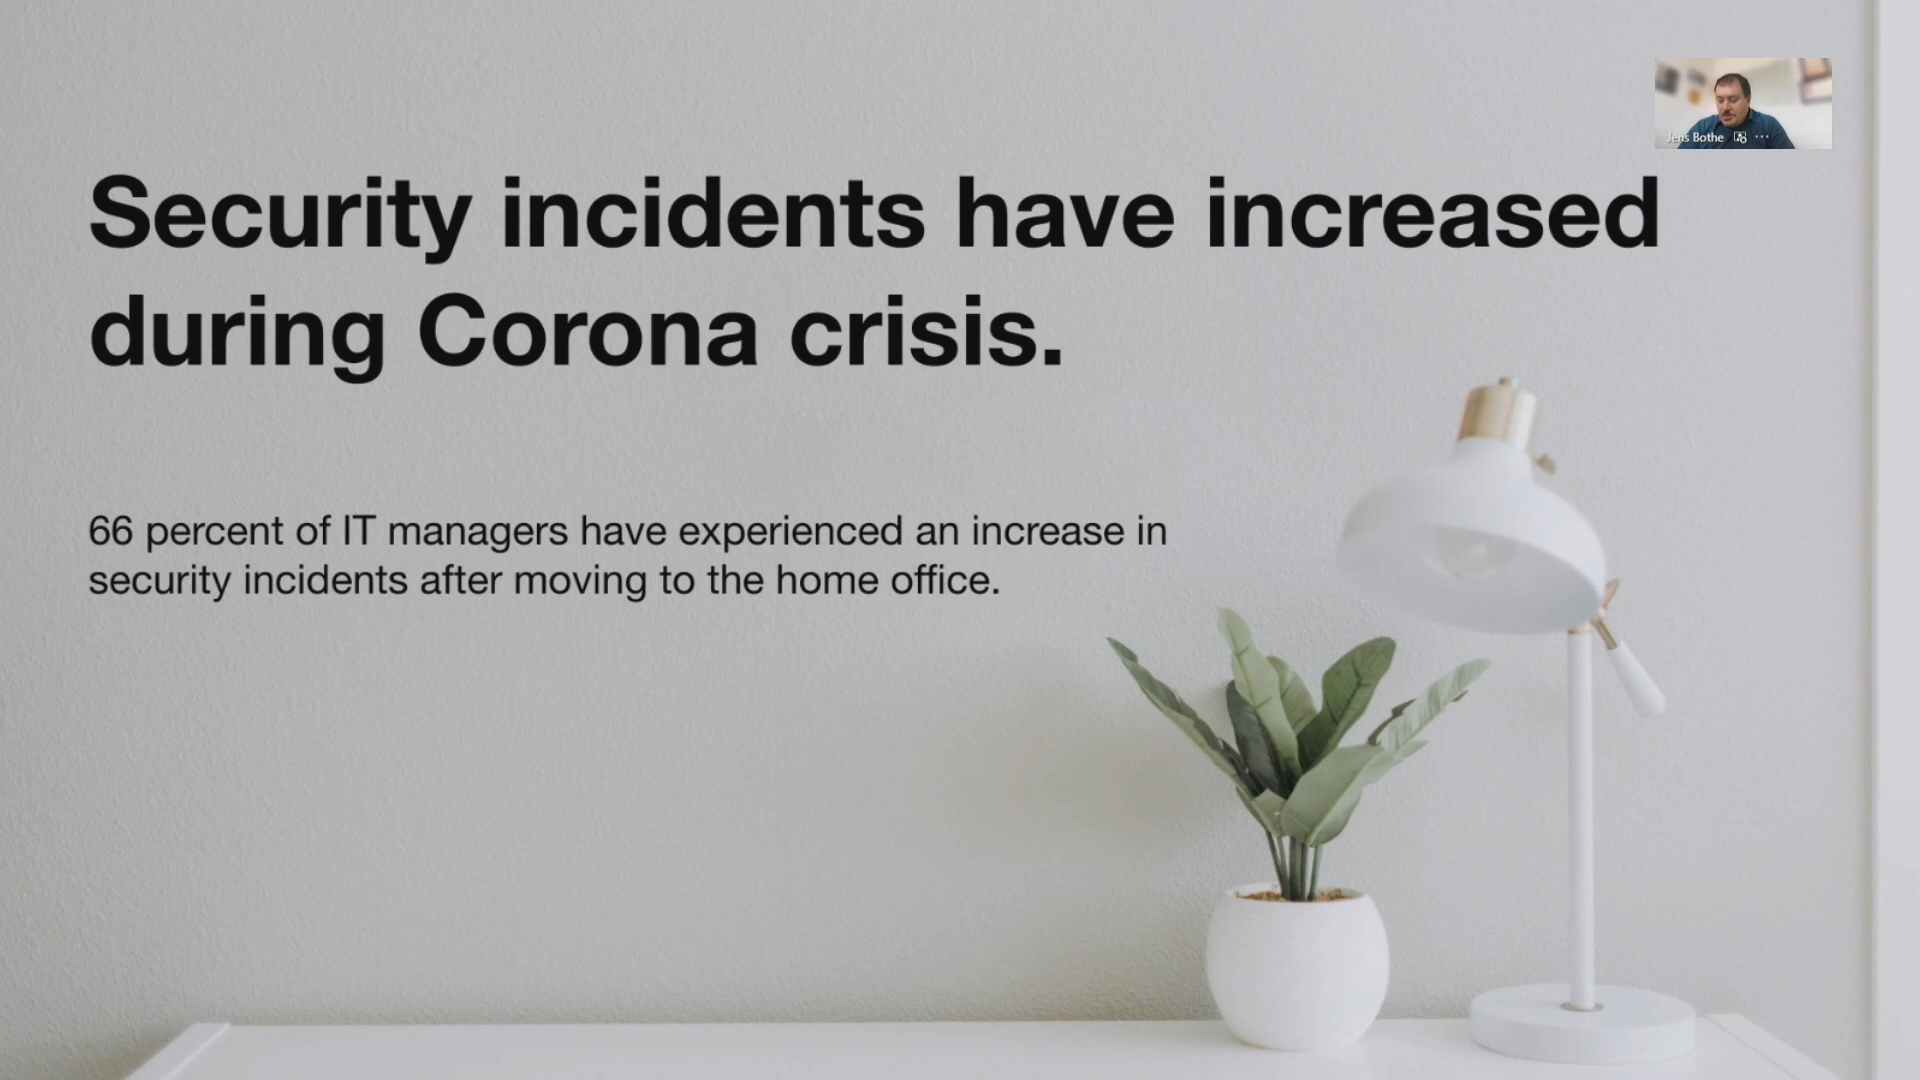 Jens Bothe
Security incidents have increased
during Corona crisis.
66 percent of IT managers have experienced an increase in
security incidents after moving to the home office.